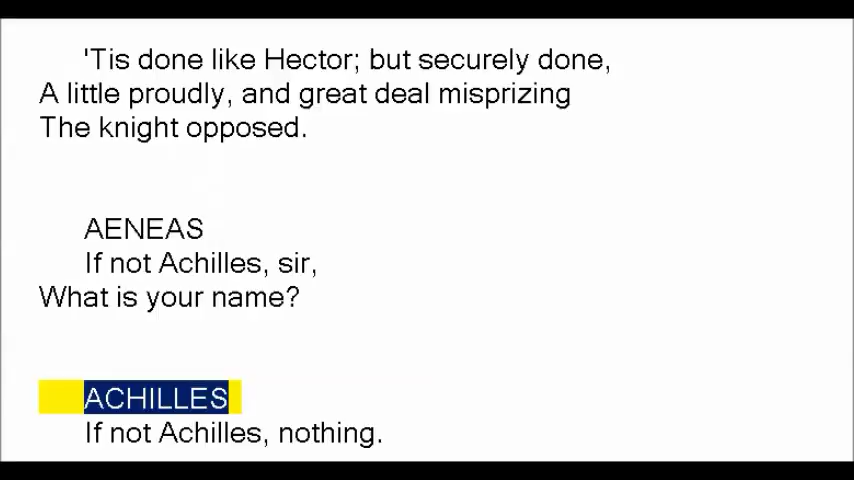 'Tis done like Hector; but securely done,
A little proudly, and great deal misprizing
The knight opposed.
AENEAS
If not Achilles, sir,
What is your name?
ACHILLES
If not Achilles, nothing.